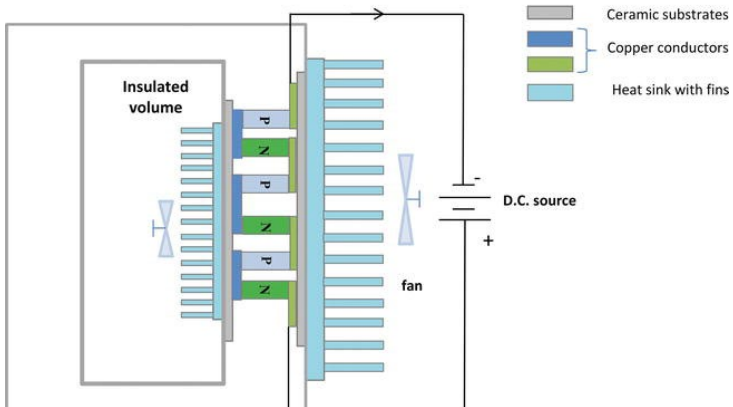 Ceramic substrates
Copper conductors
Heat sink with fins
Insulated
volume
P
N
P
N
P
N
-
D.C. source
+
fan